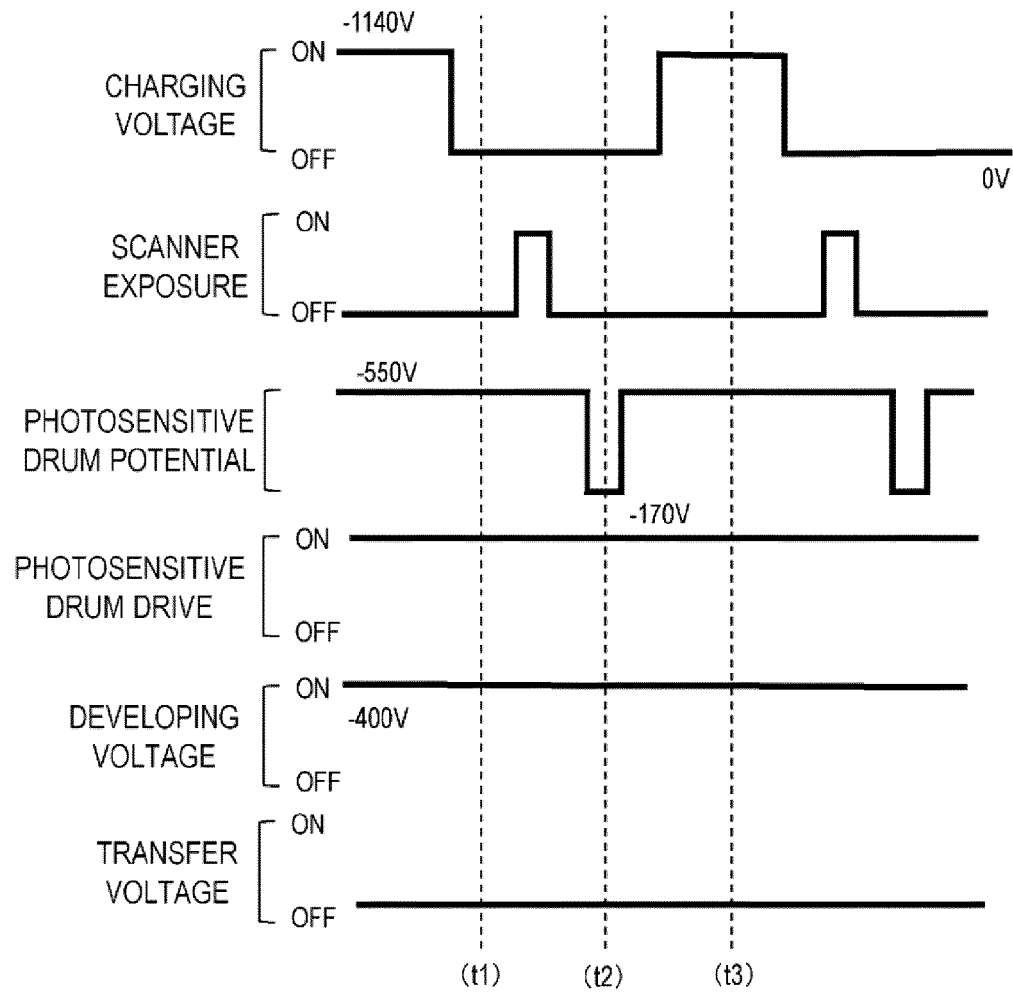 -1140V
ON
CHARGING
VOLTAGE
OFF
0V
ON
SCANNER
EXPOSURE
OFF
-550V
PHOTOSENSITIVE
DRUM POTENTIAL
-170V
ON
PHOTOSENSITIVE
DRUM DRIVE
OFF
ON
-400V
DEVELOPING
VOLTAGE
OFF
ON
TRANSFER
VOLTAGE
OFF
(t1) (t2) (t3)